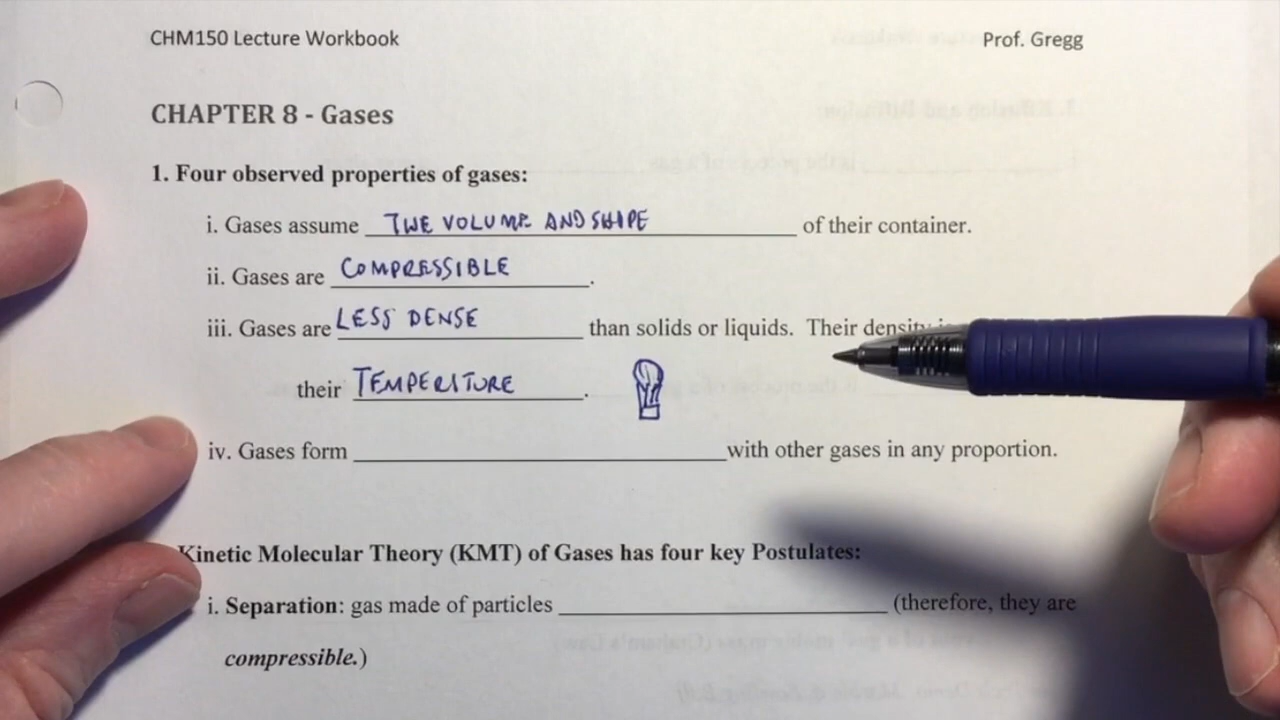 CHM150 Lecture Workbook Prof. Gregg
CHAPTER 8 - Gases
1. Four observed properties of gases:
i. Gases assume THE VOLUME AND SHAPE of their container.
ii. Gases are COMPRESSIBLE.
iii. Gases are LESS DENSE than solids or liquids. Their density
their TEMPERITURE.
iv. Gases form ______ with other gases in any proportion.
Kinetic Molecular Theory (KMT) of Gases has four key Postulates:
i. Separation: gas made of particles ______ (therefore, they are
compressible.)